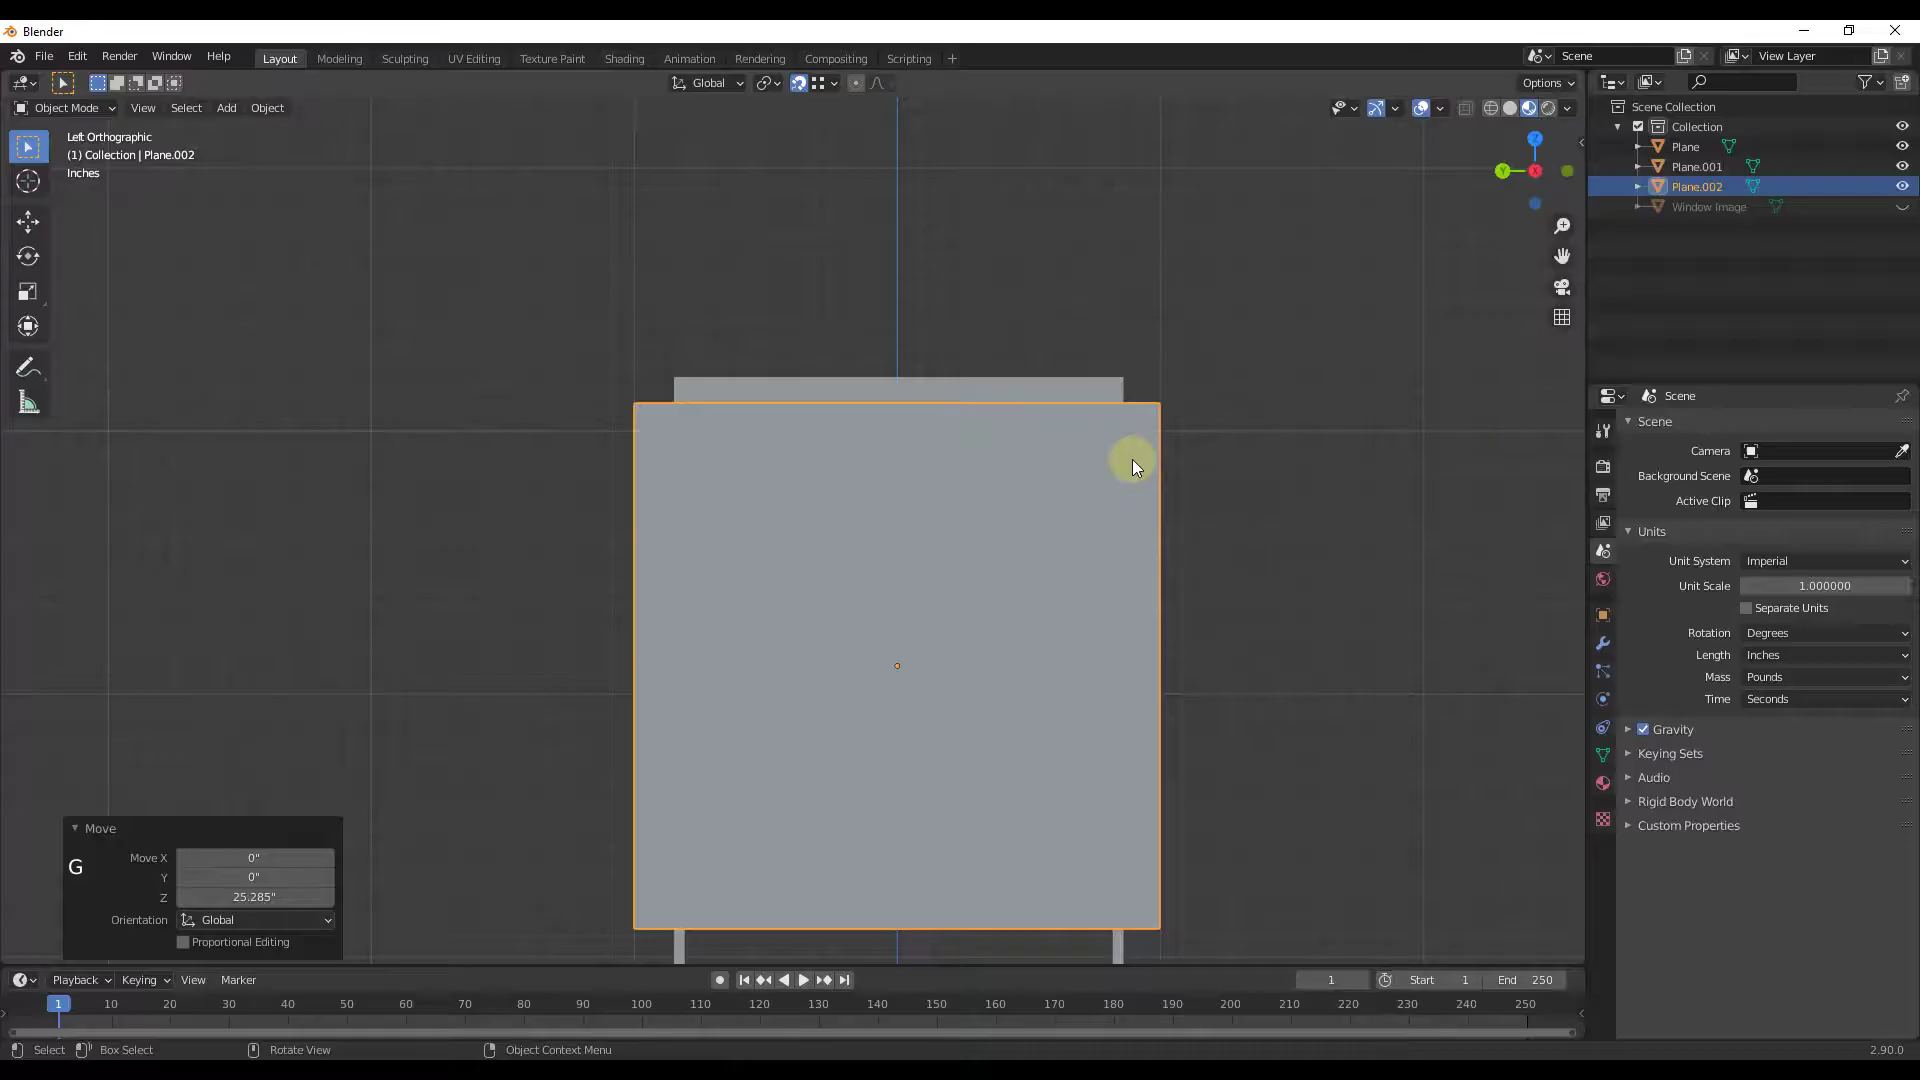 Blender
File Edit Render Window Help Layout Modeling Sculpting UV Editing Texture Paint Shading Animation Rendering Compositing Scripting + Scene View Layer
Global Options
Object Mode View Select Add Object
Left Orthographic
(1) Collection | Plane.002
Inches
Z
Y
X
Scene Collection
Collection
Plane
Plane.001
Plane.002
Window Image
Scene
Scene
Camera
Background Scene
Active Clip
Units
Unit System Imperial
Unit Scale 1.000000
Separate Units
Rotation Degrees
Length Inches
Mass Pounds
Time Seconds
Gravity
Keying Sets
Audio
Rigid Body World
Custom Properties
Move
G
Move X 0"
Y 0"
Z 25.285"
Orientation Global
Proportional Editing
Playback Keying View Marker 1 Start 1 End 250
1 10 20 30 40 50 60 70 80 90 100 110 120 130 140 150 160 170 180 190 200 210 220 230 240 250
Select Box Select Rotate View Object Context Menu 2.90.0